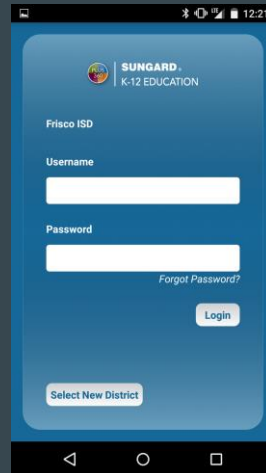 12:21
SUNGARD.
K-12 EDUCATION
Frisco ISD
Username
Password
Forgot Password?
Login
Select New District